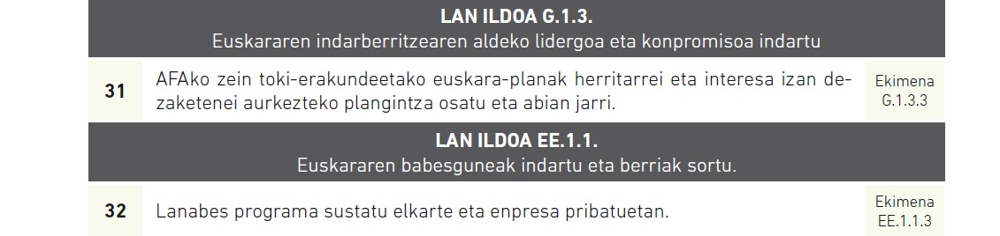 LAN ILDOA G.1.3.
Euskararen indarberritzearen aldeko lidergoa eta konpromisoa indartu
31
AFAko zein toki-erakundeetako euskara-planak herritarrei eta interesa izan de-
zaketenei aurkezteko plangintza osatu eta abian jarri.
Ekimena
G.1.3.3
LAN ILDOA EE.1.1.
Euskararen babesguneak indartu eta berriak sortu.
32
Lanabes programa sustatu elkarte eta enpresa pribatuetan.
Ekimena
EE.1.1.3